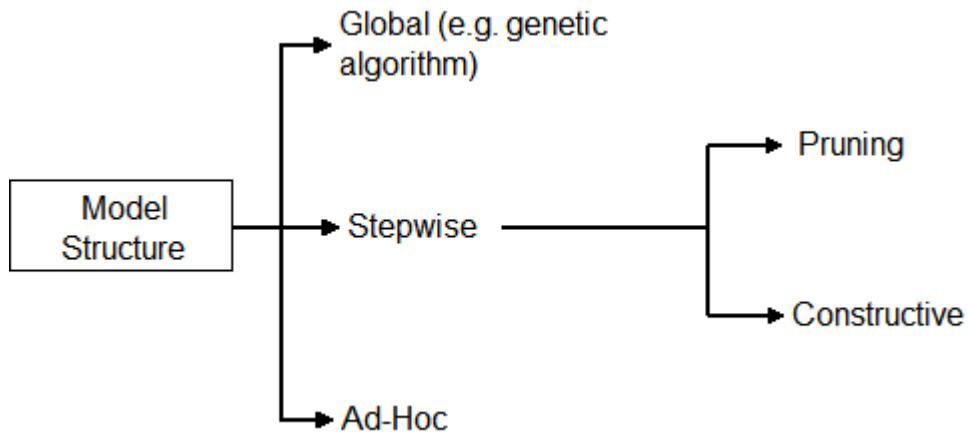 Global (e.g. genetic
algorithm)
Pruning
Model
Structure
Stepwise
Constructive
Ad-Hoc